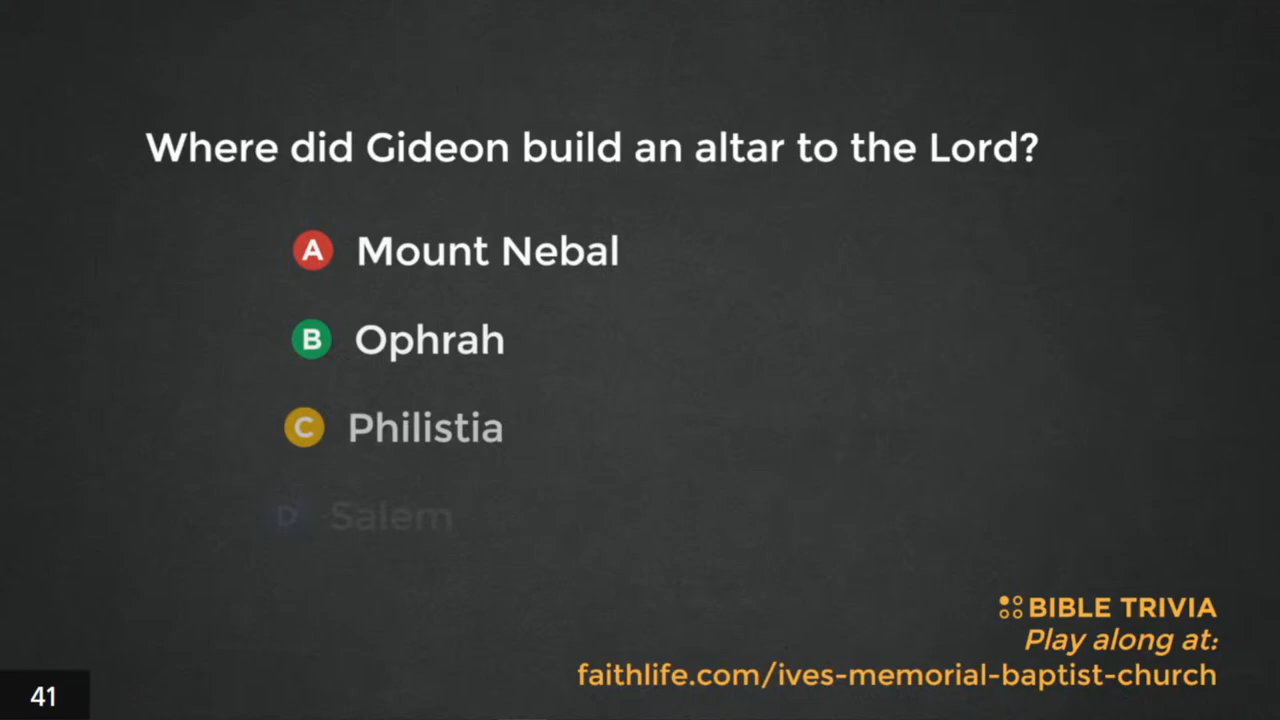 Where did Gideon build an altar to the Lord?
A Mount Nebal
B Ophrah
C Philistia
D Salem
BIBLE TRIVIA
Play along at:
faithlife.com/ives-memorial-baptist-church
41